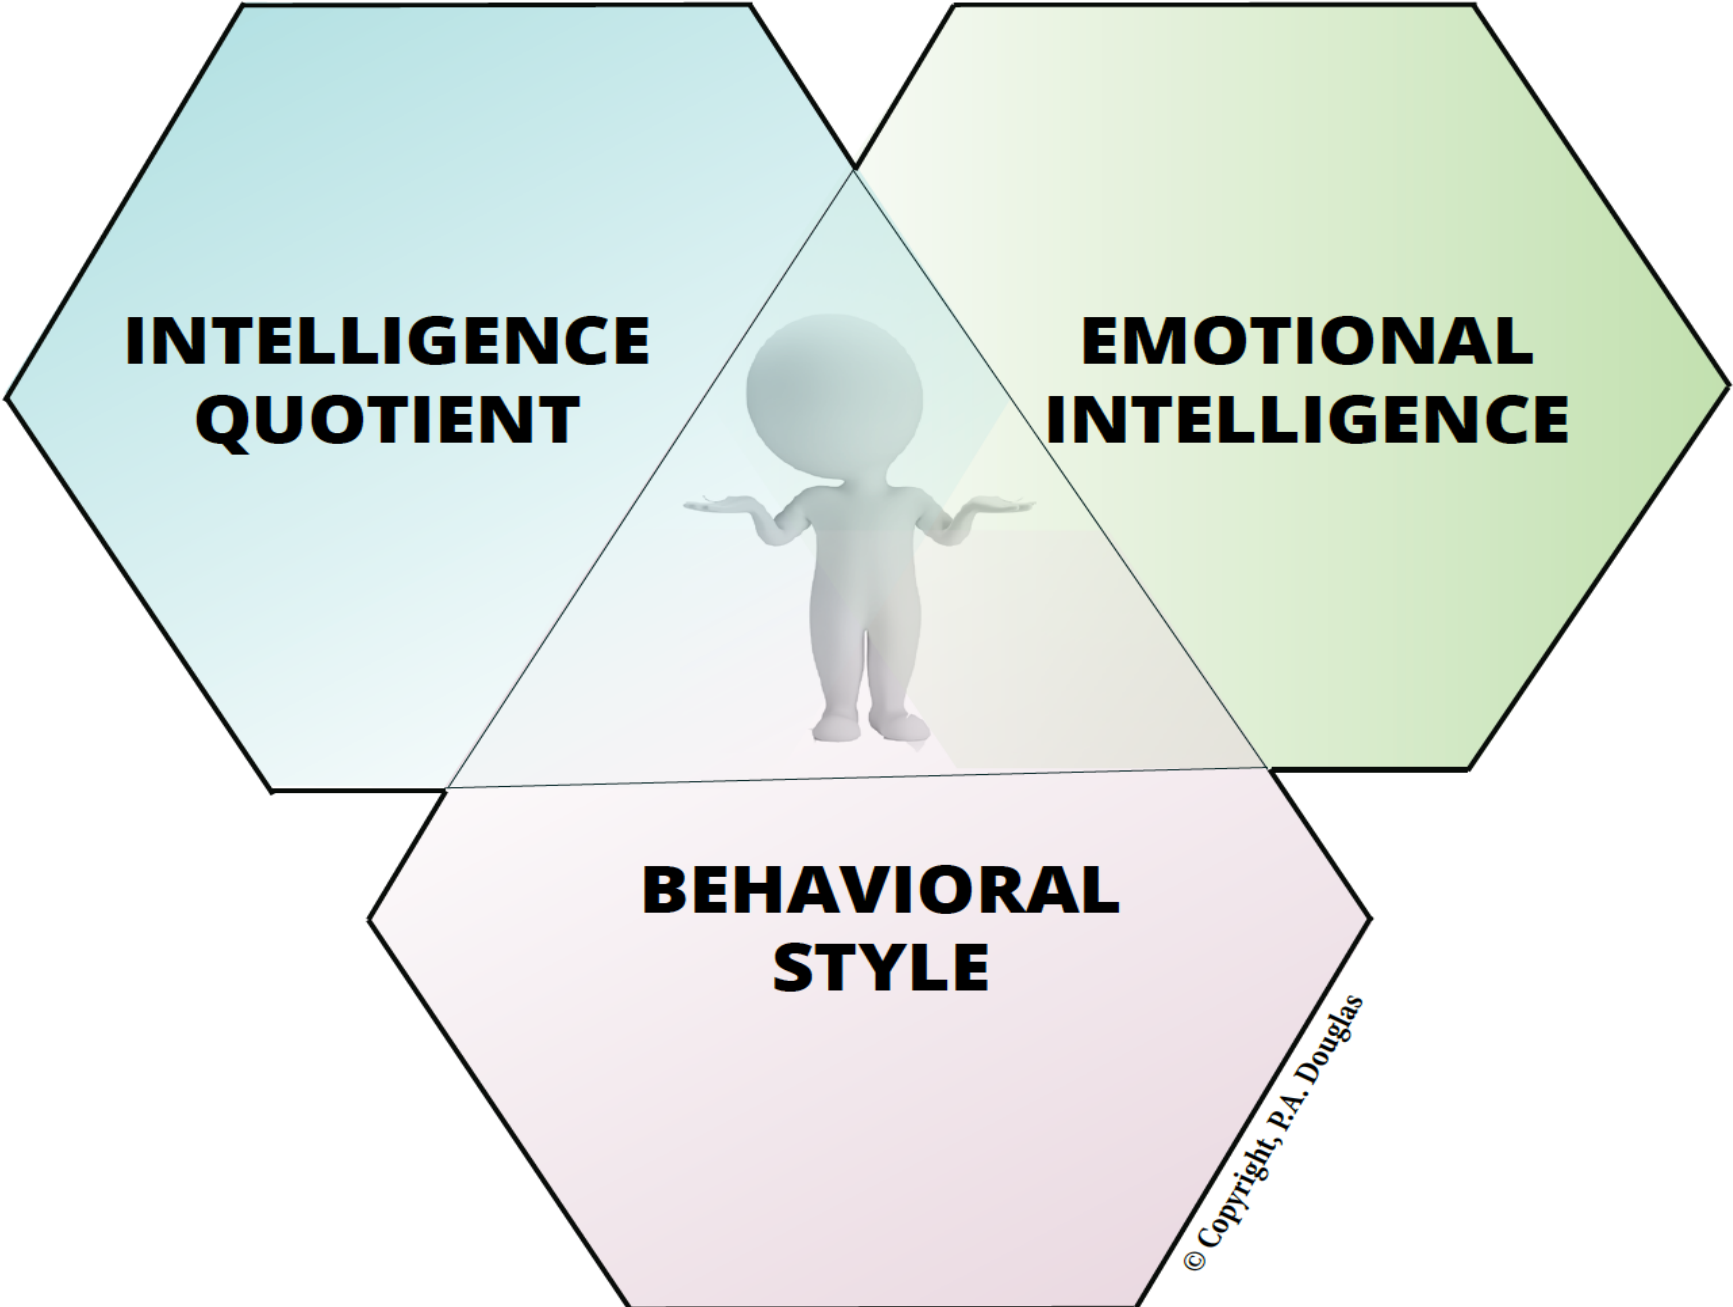 INTELLIGENCE
QUOTIENT
EMOTIONAL
INTELLIGENCE
BEHAVIORAL
STYLE
© Copyright, P.A. Douglas